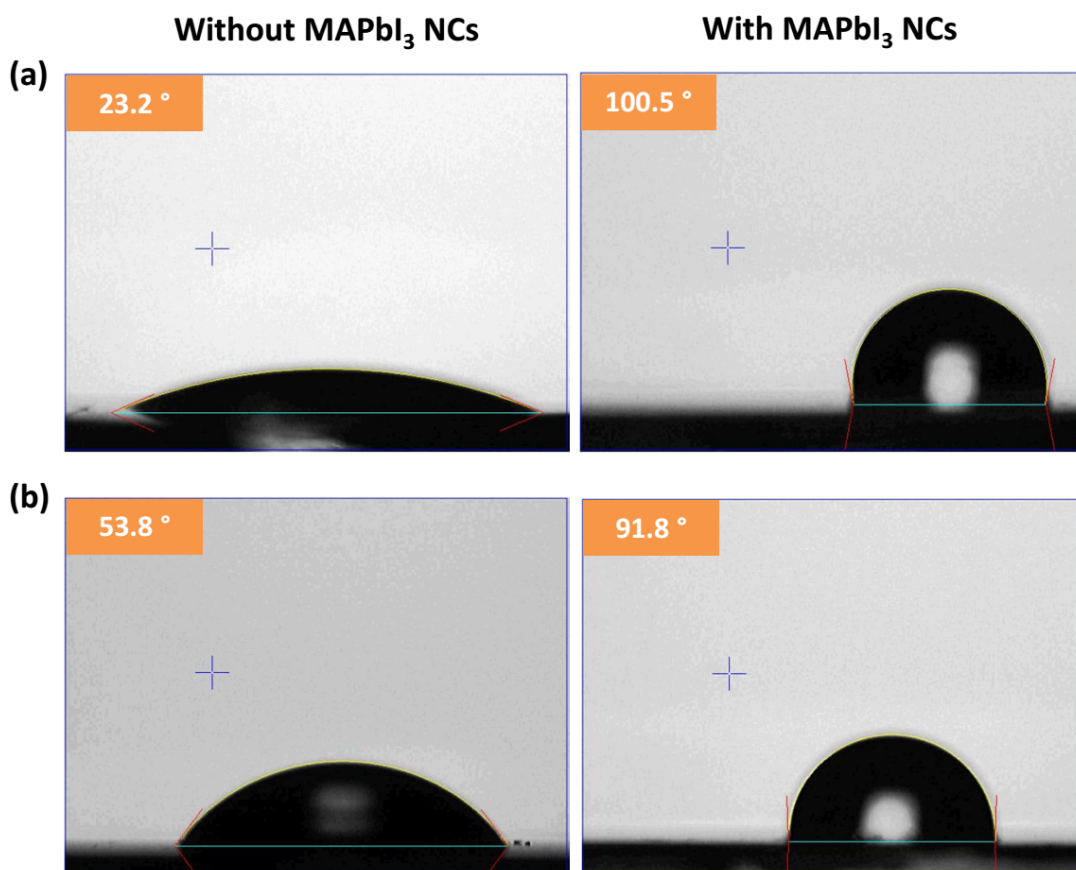 Without MAPbI₃ NCs
With MAPbI₃ NCs
(a)
23.2 °
100.5 °
(b)
53.8 °
91.8 °